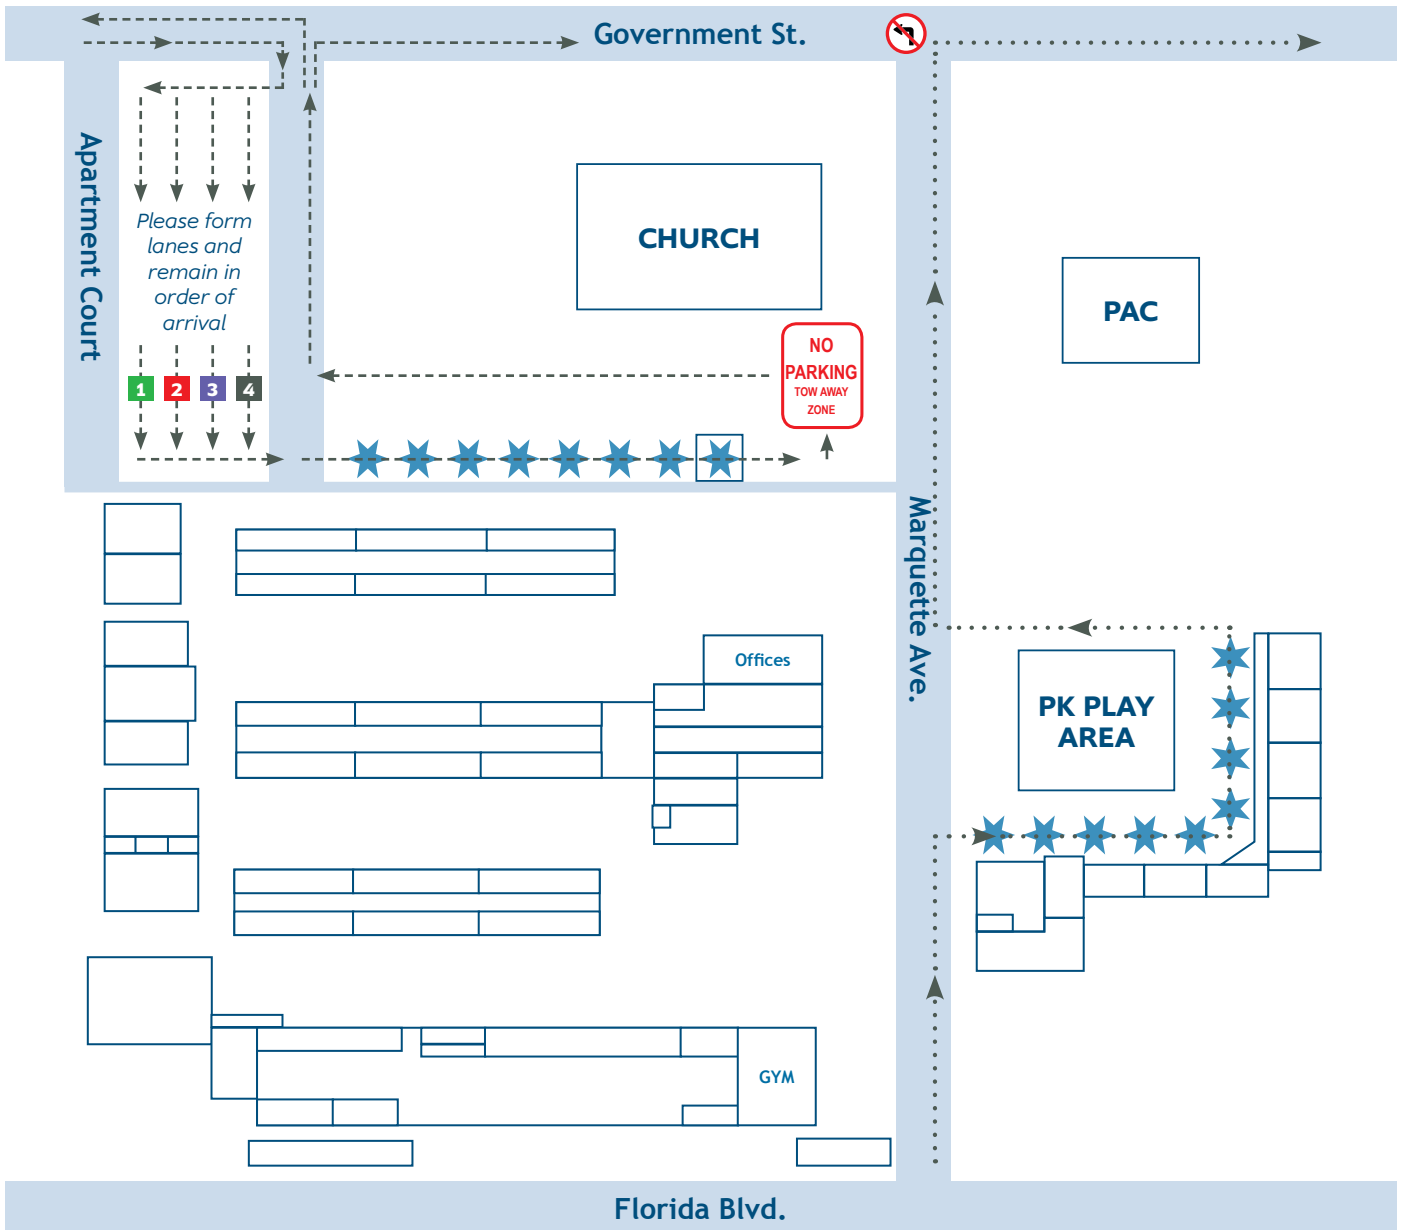 Government St.
Apartment Court
Please form
lanes and
remain in
order of
arrival
1 2 3 4
CHURCH
NO
PARKING
TOW AWAY
ZONE
PAC
Marquette Ave.
Offices
PK PLAY
AREA
GYM
Florida Blvd.